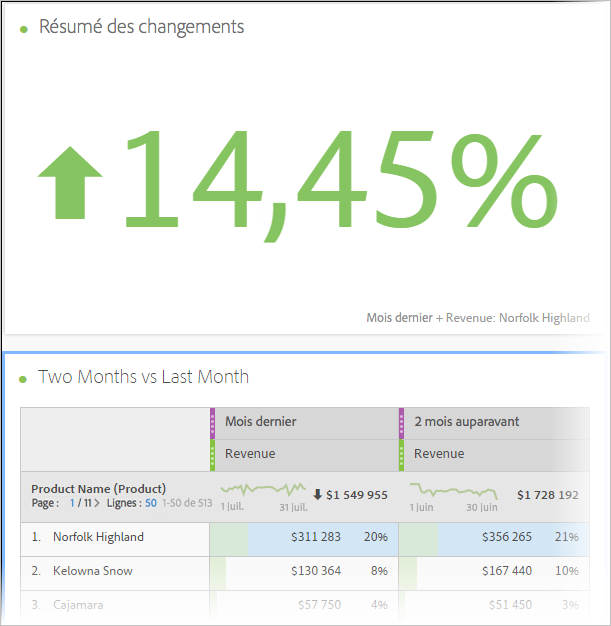 Résumé des changements
14,45%
Mois dernier + Revenue: Norfolk Highland
Two Months vs Last Month
Mois dernier 2 mois auparavant
Revenue Revenue
Product Name (Product)
Page : 1 / 11 > Lignes : 50 1-50 de 513
1 juil. 31 juil. $1 549 955 1 juin 30 juin $1 728 192
1. Norfolk Highland $311 283 20% $356 265 21%
2. Kelowna Snow $130 364 8% $167 440 10%
3. Cajamara $57 750 4% $51 450 3%